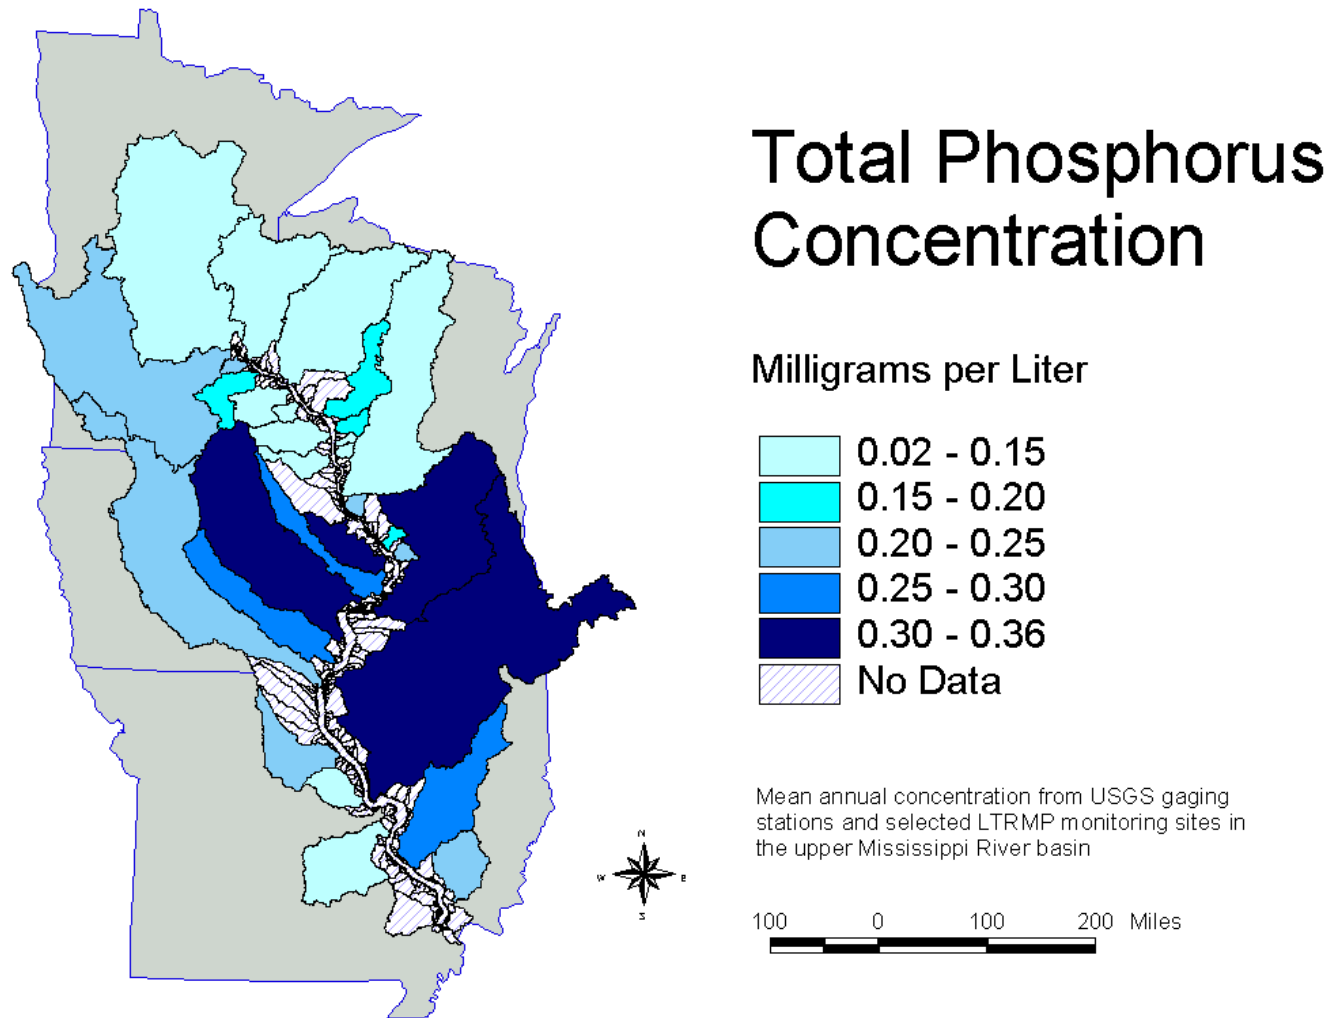 Total Phosphorus
Concentration
Milligrams per Liter
0.02 - 0.15
0.15 - 0.20
0.20 - 0.25
0.25 - 0.30
0.30 - 0.36
No Data
Mean annual concentration from USGS gaging
stations and selected LTRMP monitoring sites in
the upper Mississippi River basin
N
W E
S
100 0 100 200 Miles